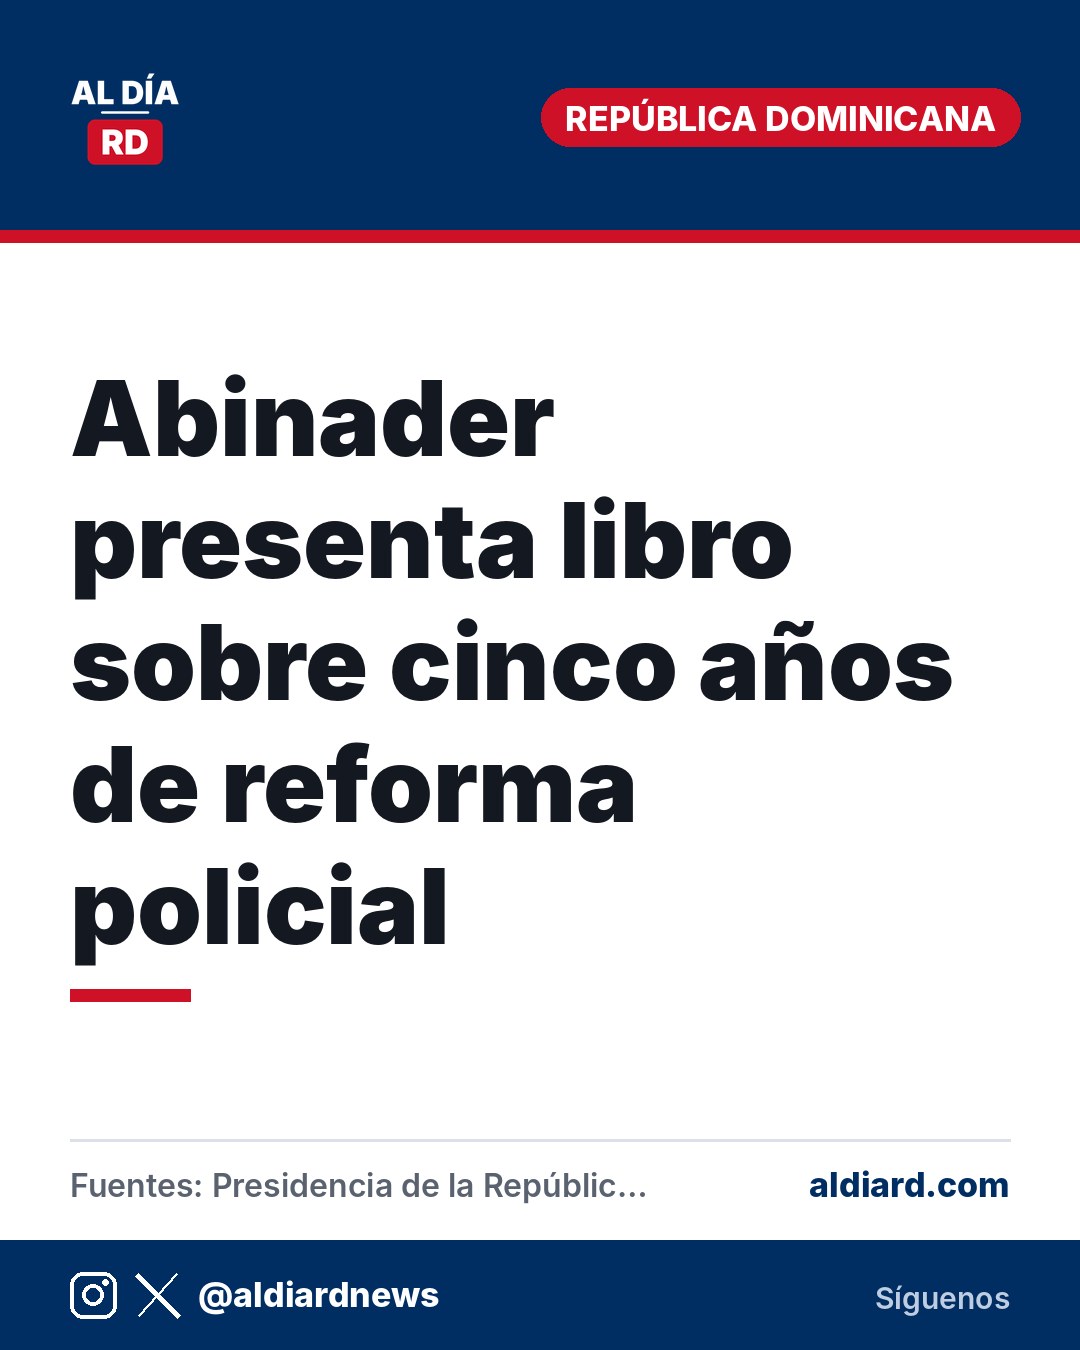 AL DÍA
RD
REPÚBLICA DOMINICANA
Abinader
presenta libro
sobre cinco años
de reforma
policial
Fuentes: Presidencia de la Repúblic...
aldiard.com
@aldiardnews
Síguenos